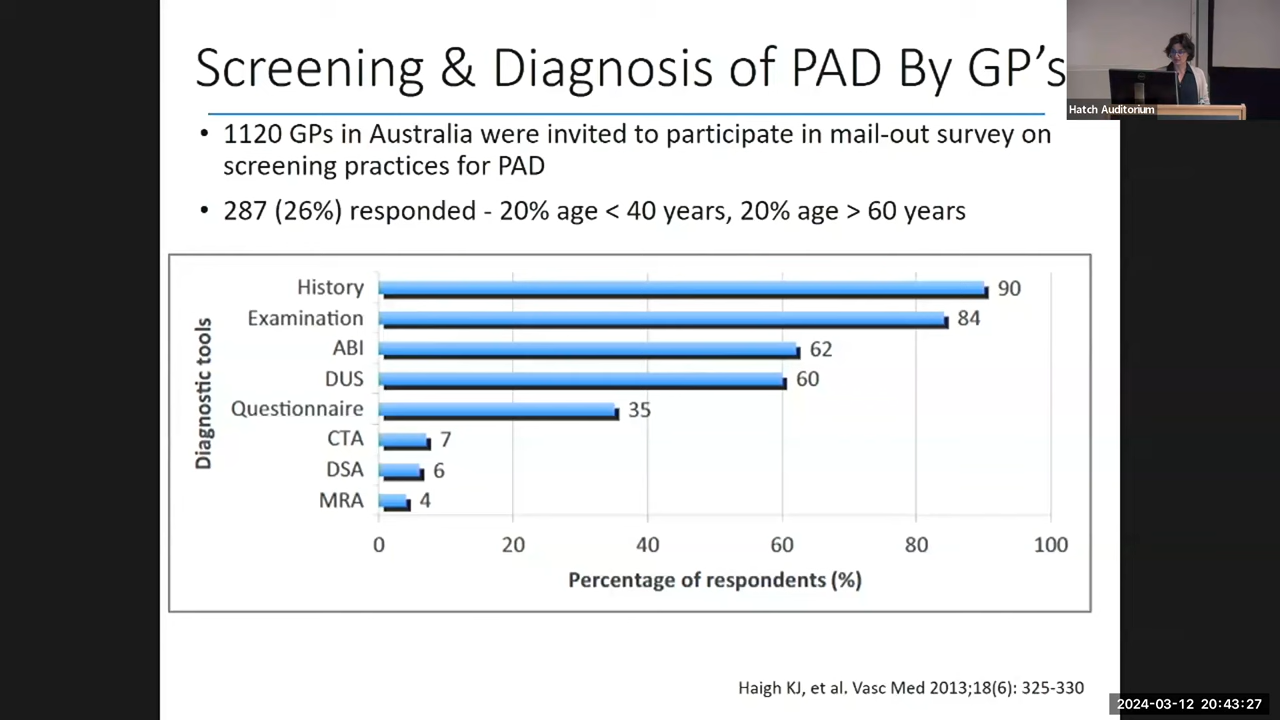 Screening & Diagnosis of PAD By GP's
Hatch Auditorium
• 1120 GPs in Australia were invited to participate in mail-out survey on
screening practices for PAD
• 287 (26%) responded - 20% age < 40 years, 20% age > 60 years
Diagnostic tools
History 90
Examination 84
ABI 62
DUS 60
Questionnaire 35
CTA 7
DSA 6
MRA 4
0 20 40 60 80 100
Percentage of respondents (%)
Haigh KJ, et al. Vasc Med 2013;18(6): 325-330
2024-03-12 20:43:27